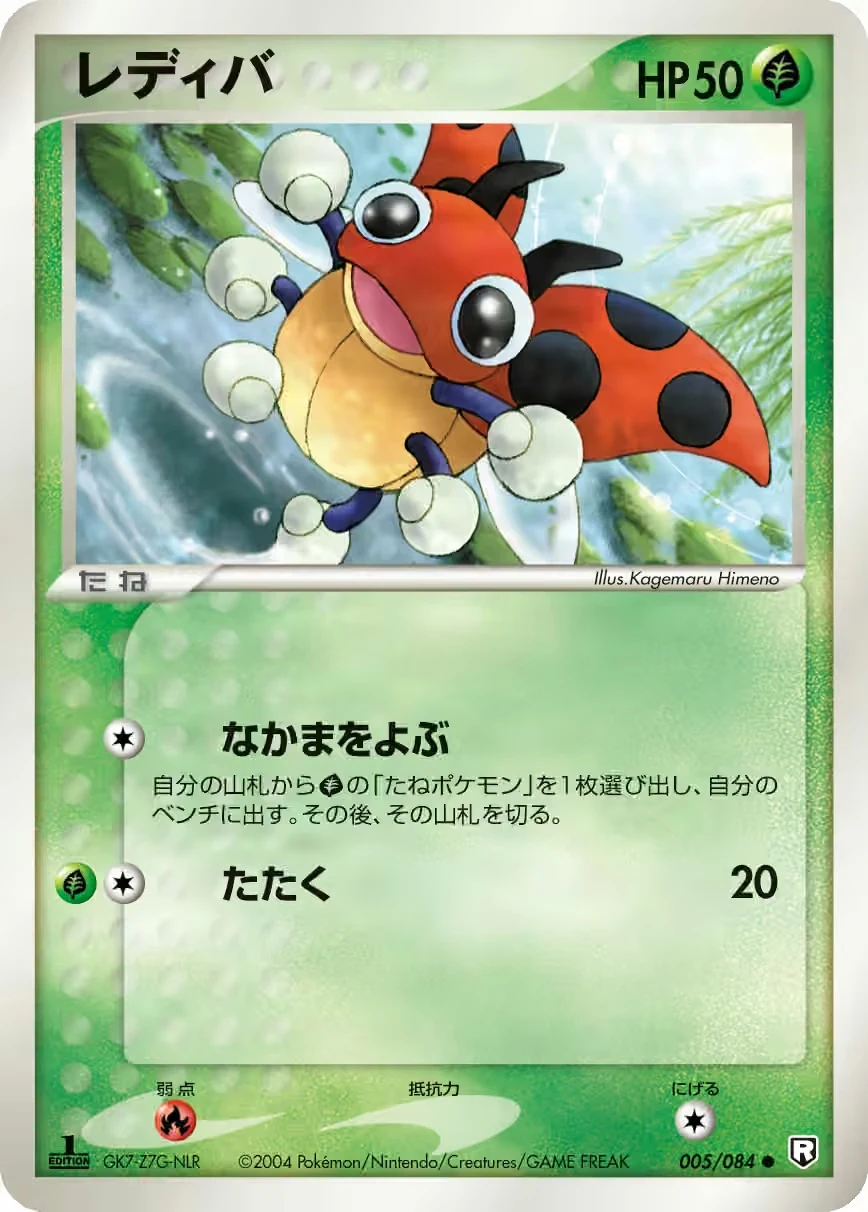 レディバ
HP50
たね
Illus.Kagemaru Himeno
なかまをよぶ
自分の山札からの「たねポケモン」を1枚選び出し、自分の
ベンチに出す。その後、その山札を切る。
たたく 20
弱点 抵抗力 にげる
1 EDITION GK7-Z7G-NLR ©2004 Pokémon/Nintendo/Creatures/GAME FREAK 005/084 ● R